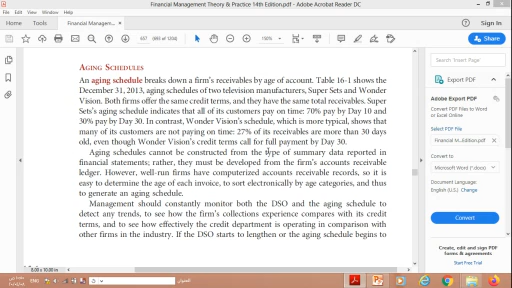 Financial Management Theory & Practice 14th Edition.pdf - Adobe Acrobat Reader DC
File Edit View Window Help
Home Tools Financial Managem... ×
Sign In
657 (695 of 1204) 150% Share
AGING SCHEDULES
An aging schedule breaks down a firm's receivables by age of account. Table 16-1 shows the
December 31, 2013, aging schedules of two television manufacturers, Super Sets and Wonder
Vision. Both firms offer the same credit terms, and they have the same total receivables. Super
Sets's aging schedule indicates that all of its customers pay on time: 70% pay by Day 10 and
30% pay by Day 30. In contrast, Wonder Vision's schedule, which is more typical, shows that
many of its customers are not paying on time: 27% of its receivables are more than 30 days
old, even though Wonder Vision's credit terms call for full payment by Day 30.
Aging schedules cannot be constructed from the type of summary data reported in
financial statements; rather, they must be developed from the firm's accounts receivable
ledger. However, well-run firms have computerized accounts receivable records, so it is
easy to determine the age of each invoice, to sort electronically by age categories, and thus
to generate an aging schedule.
Management should constantly monitor both the DSO and the aging schedule to
detect any trends, to see how the firm's collections experience compares with its credit
terms, and to see how effectively the credit department is operating in comparison with
other firms in the industry. If the DSO starts to lengthen or the aging schedule begins to
8.00 x 10.00 in
Search 'Insert Page'
Export PDF
Adobe Export PDF
Convert PDF Files to Word
or Excel Online
Select PDF File
Financial M...Edition.pdf ×
Convert to
Microsoft Word (*.docx)
Document Language:
English (U.S.) Change
Convert
Create, edit and sign PDF
forms & agreements
Start Free Trial
EN